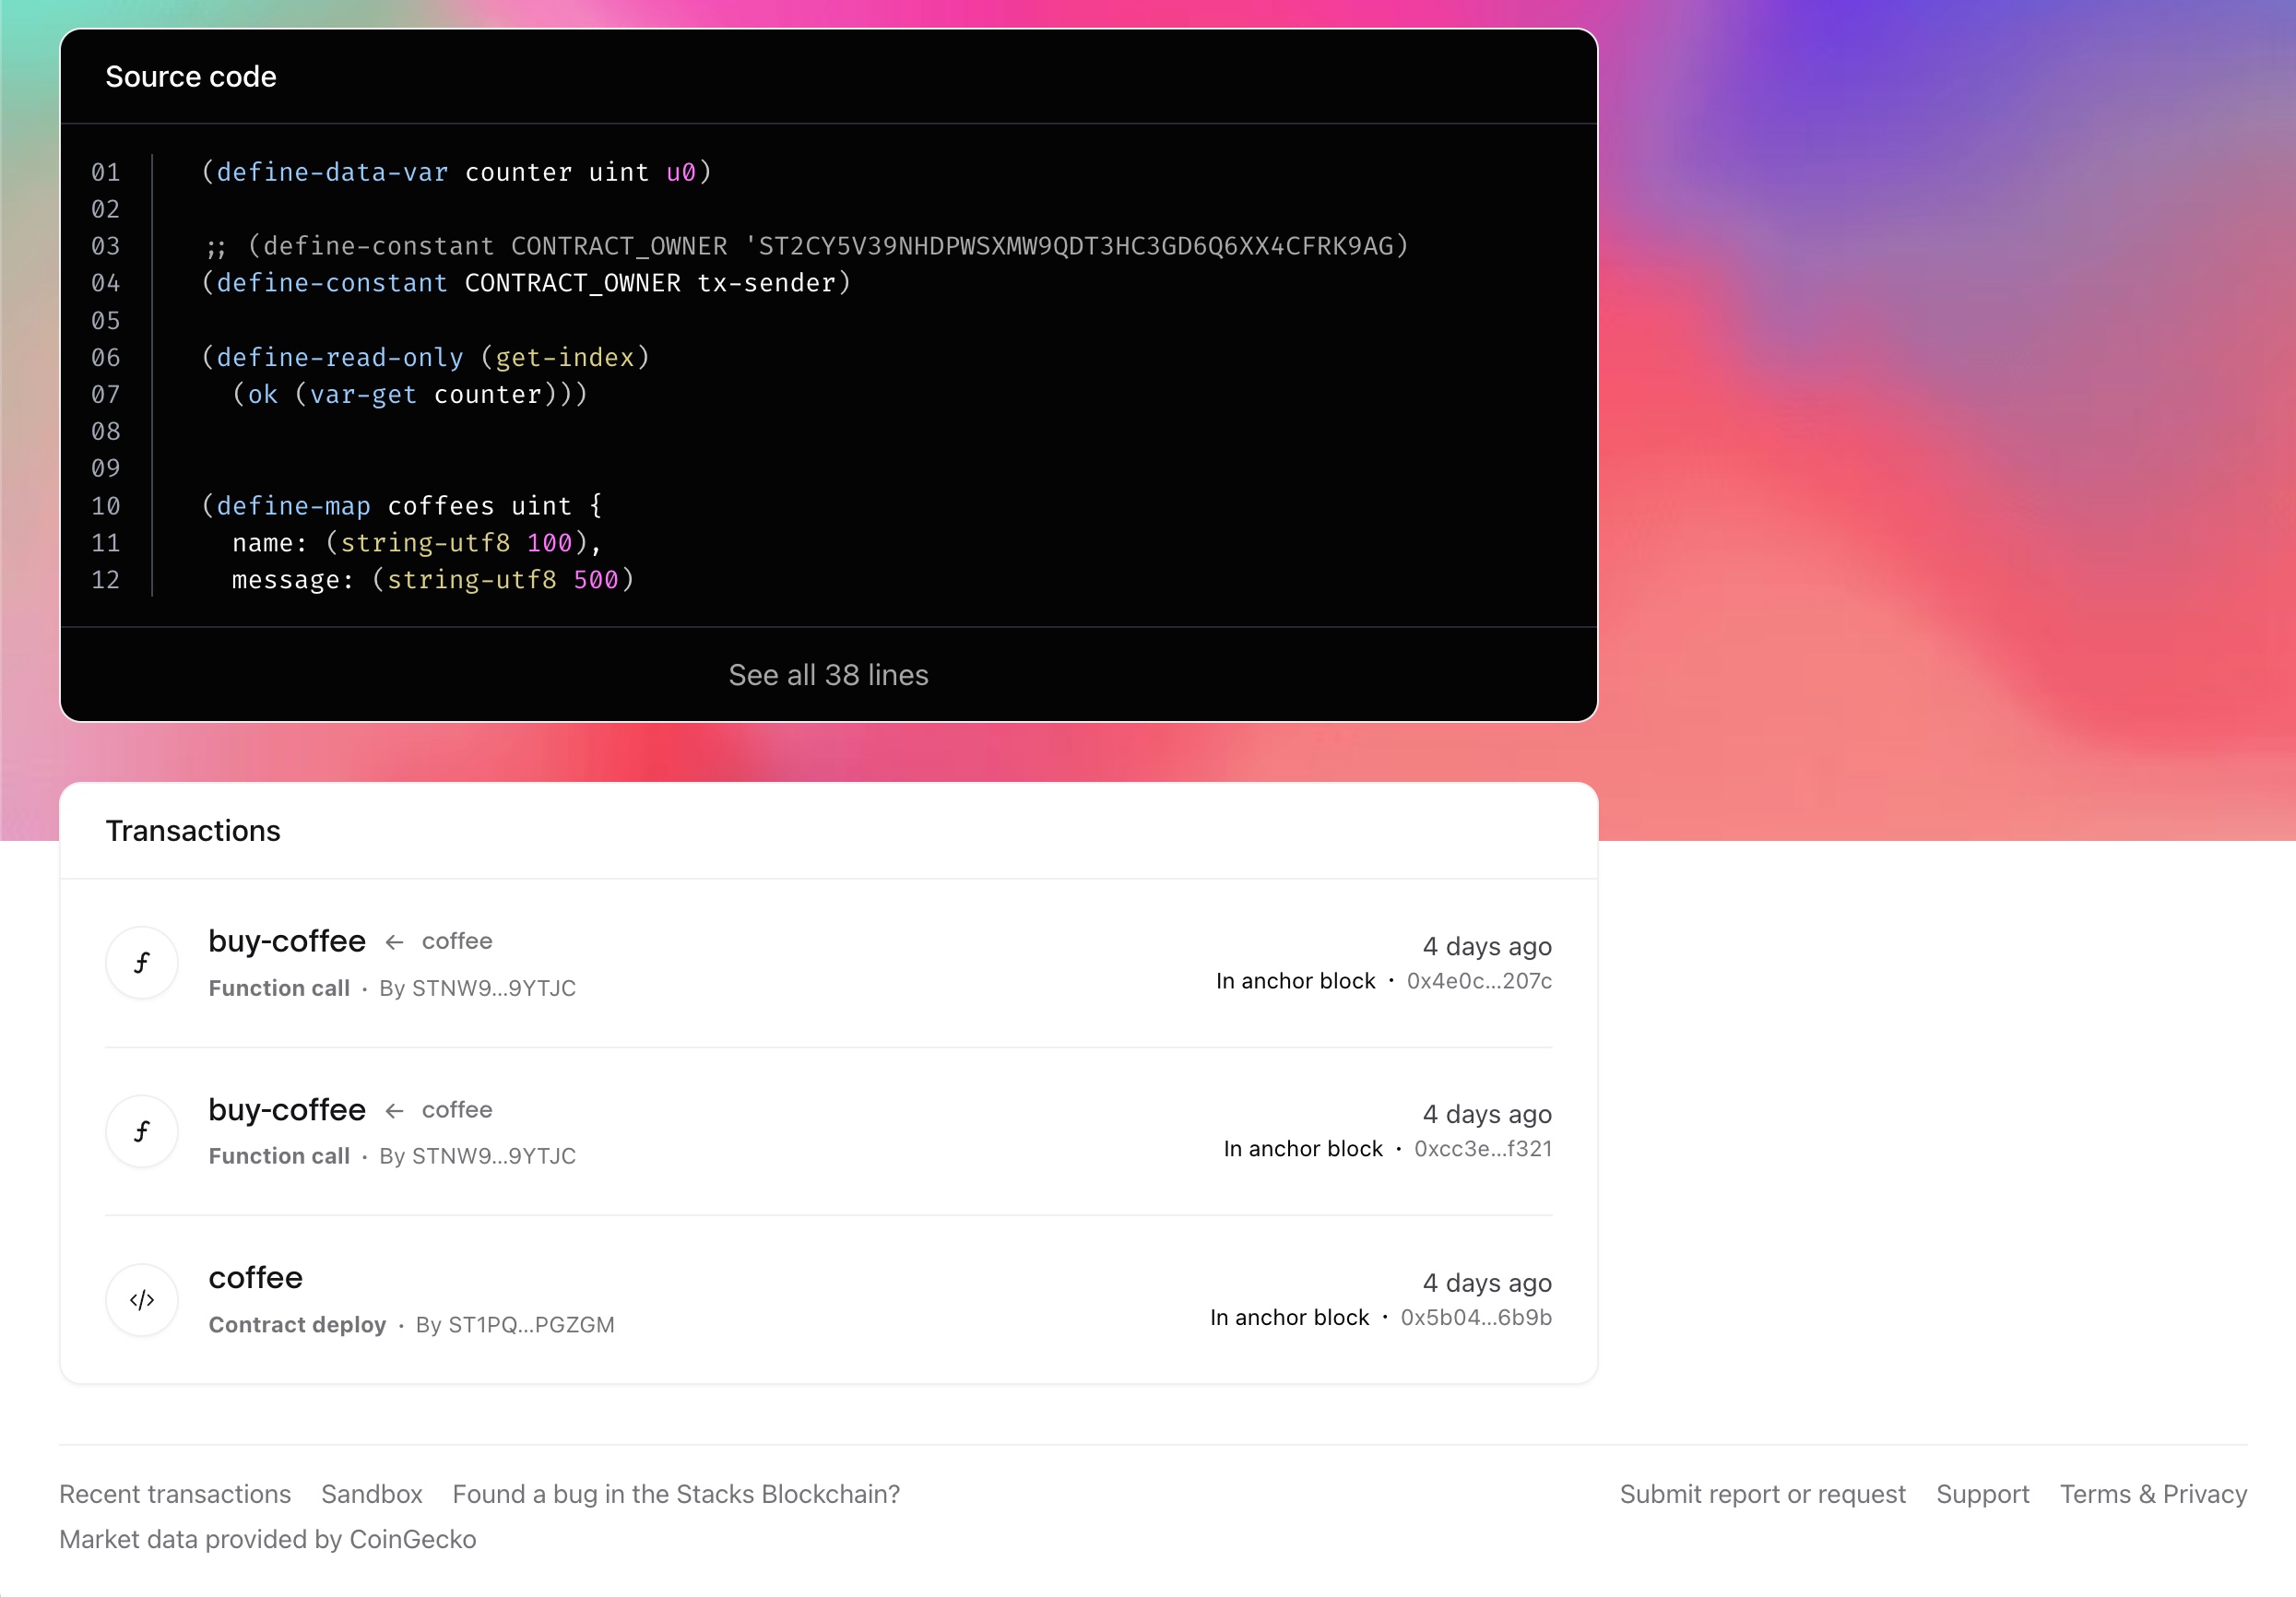 Source code
01 (define-data-var counter uint u0)
02
03 ;; (define-constant CONTRACT_OWNER 'ST2CY5V39NHDPWSXMW9QDT3HC3GD6Q6XX4CFRK9AG)
04 (define-constant CONTRACT_OWNER tx-sender)
05
06 (define-read-only (get-index)
07 (ok (var-get counter)))
08
09
10 (define-map coffees uint {
11 name: (string-utf8 100),
12 message: (string-utf8 500)
See all 38 lines
Transactions
buy-coffee ← coffee
4 days ago
Function call · By STNW9...9YTJC
In anchor block · 0x4e0c...207c
buy-coffee ← coffee
4 days ago
Function call · By STNW9...9YTJC
In anchor block · 0xcc3e...f321
coffee
4 days ago
Contract deploy · By ST1PQ...PGZGM
In anchor block · 0x5b04...6b9b
Recent transactions Sandbox Found a bug in the Stacks Blockchain? Submit report or request Support Terms & Privacy
Market data provided by CoinGecko